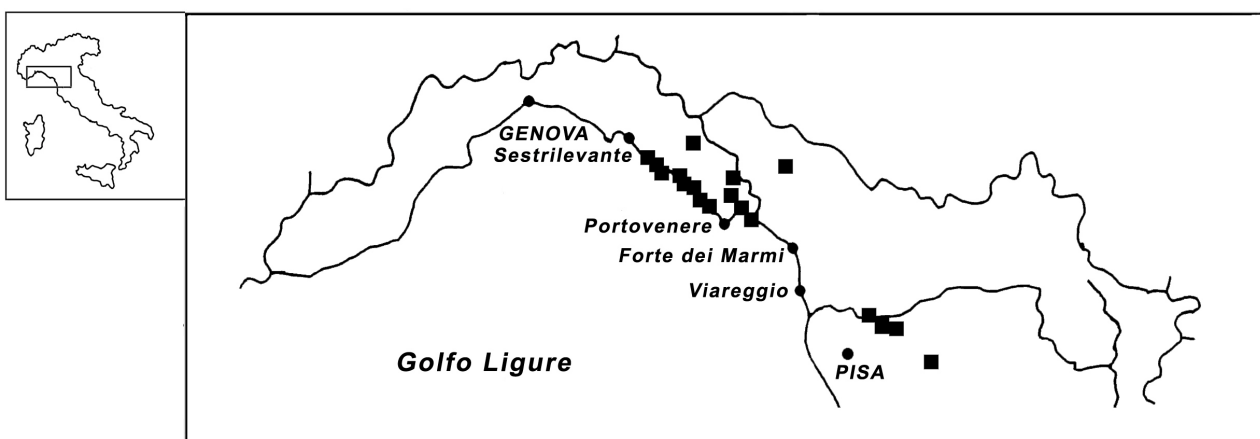 GENOVA
Sestrilevante
Portovenere
Forte dei Marmi
Viareggio
Golfo Ligure
PISA